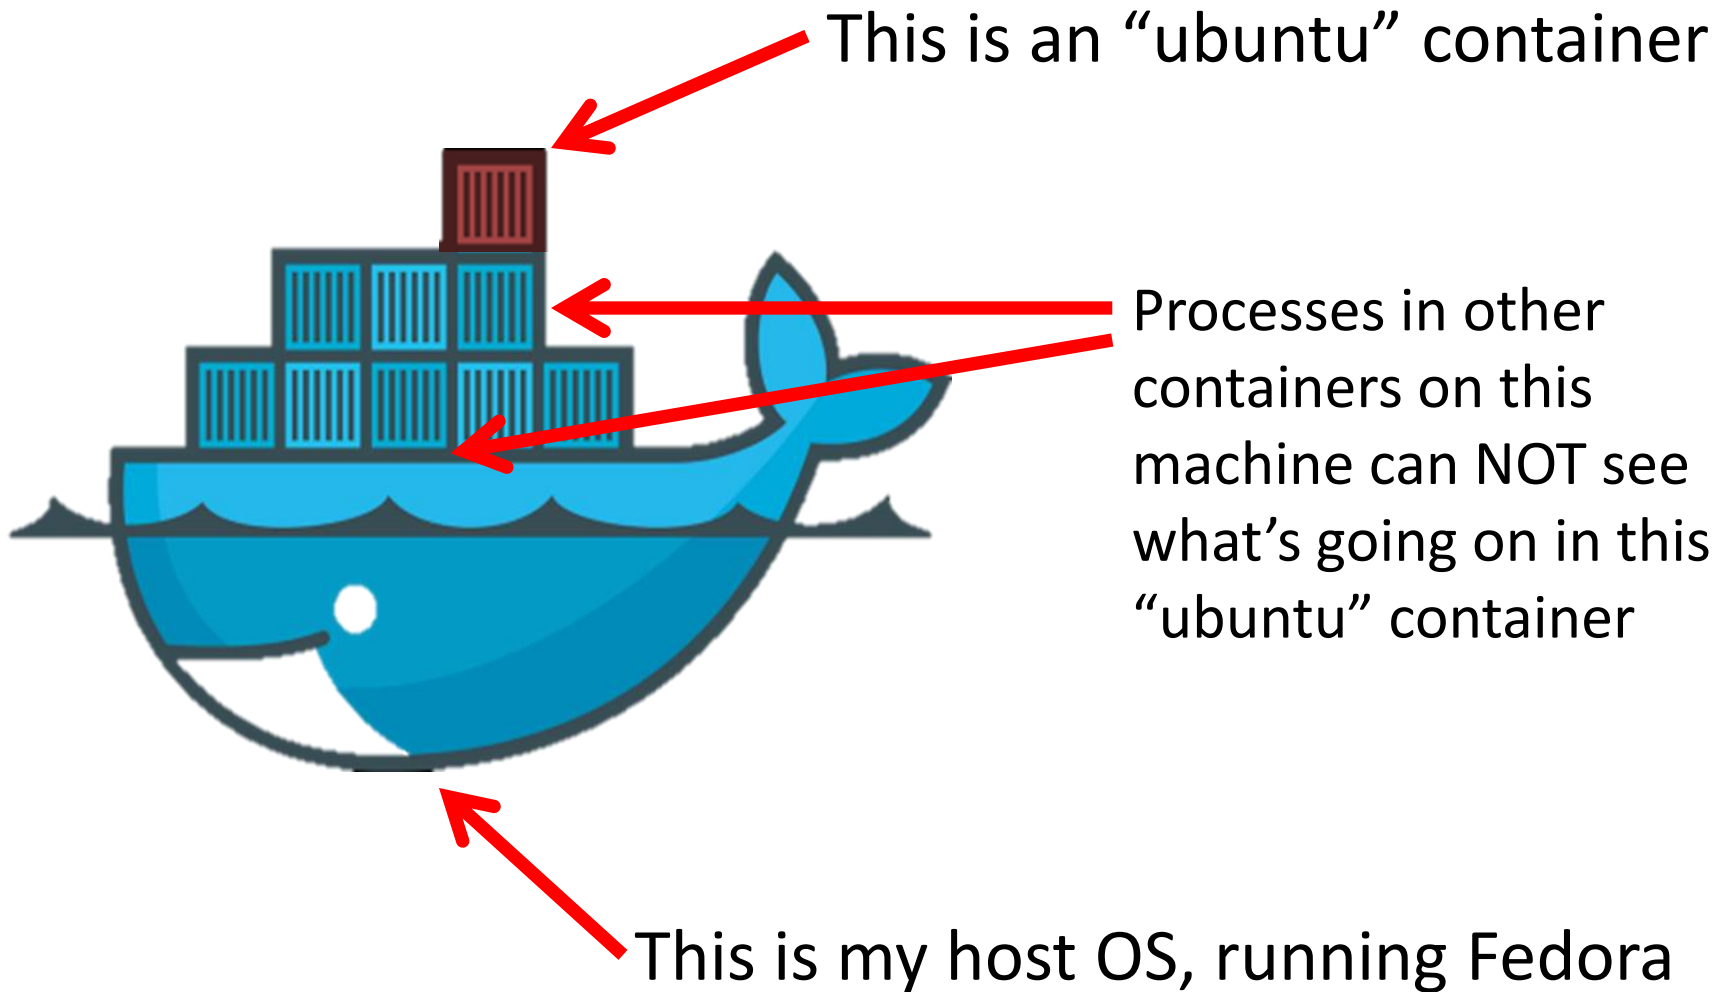 This is an “ubuntu” container
Processes in other
containers on this
machine can NOT see
what’s going on in this
“ubuntu” container
This is my host OS, running Fedora